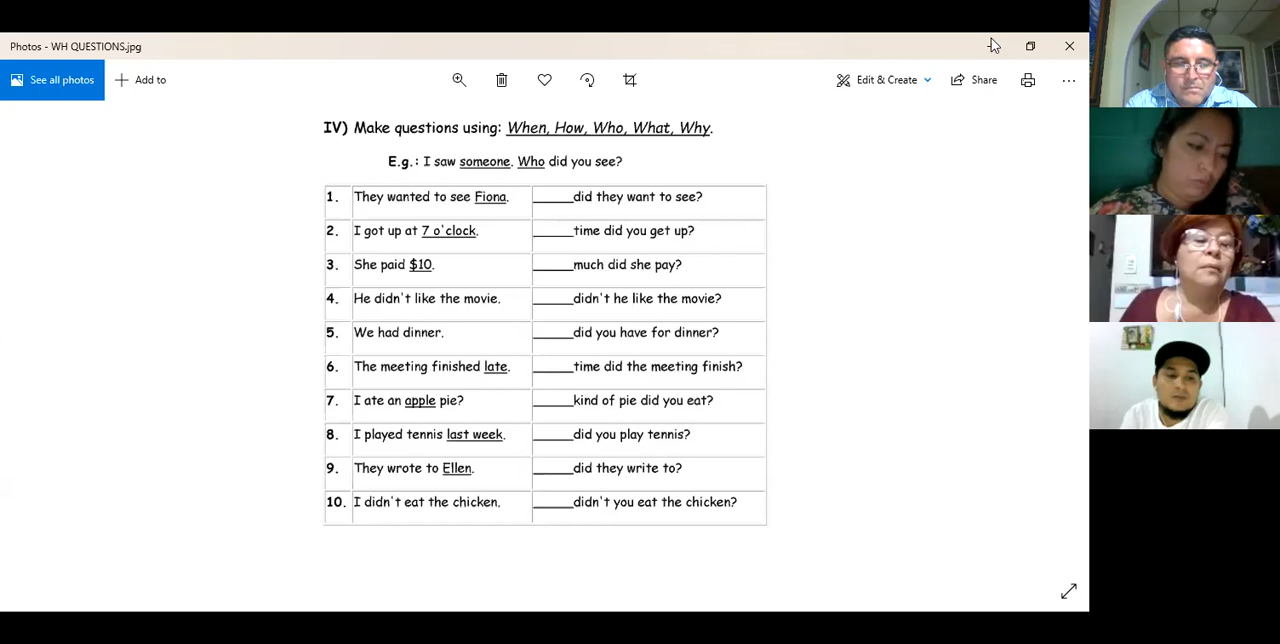 Photos - WH QUESTIONS.jpg
See all photos
Add to
Edit & Create
Share
IV) Make questions using: When, How, Who, What, Why.
E.g.: I saw someone. Who did you see?
1. They wanted to see Fiona. ______did they want to see?
2. I got up at 7 o'clock. ______time did you get up?
3. She paid $10. ______much did she pay?
4. He didn't like the movie. ______didn't he like the movie?
5. We had dinner. ______did you have for dinner?
6. The meeting finished late. ______time did the meeting finish?
7. I ate an apple pie? ______kind of pie did you eat?
8. I played tennis last week. ______did you play tennis?
9. They wrote to Ellen. ______did they write to?
10. I didn't eat the chicken. ______didn't you eat the chicken?